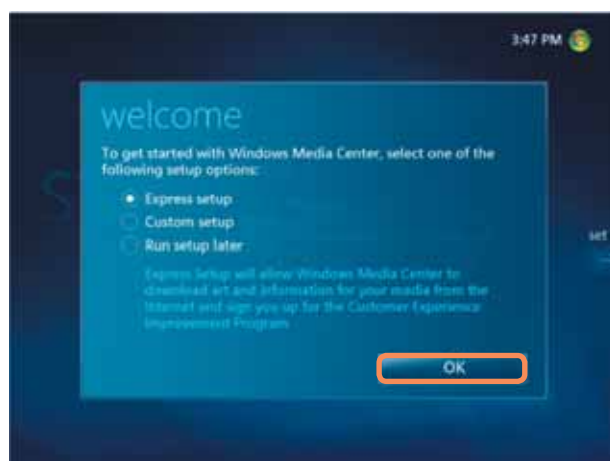 3:47 PM
welcome
To get started with Windows Media Center, select one of the
following setup options:
Express setup
Custom setup
Run setup later
set
Express Setup will allow Windows Media Center to
download art and information for your media from the
Internet and sign you up for the Customer Experience
Improvement Program.
OK